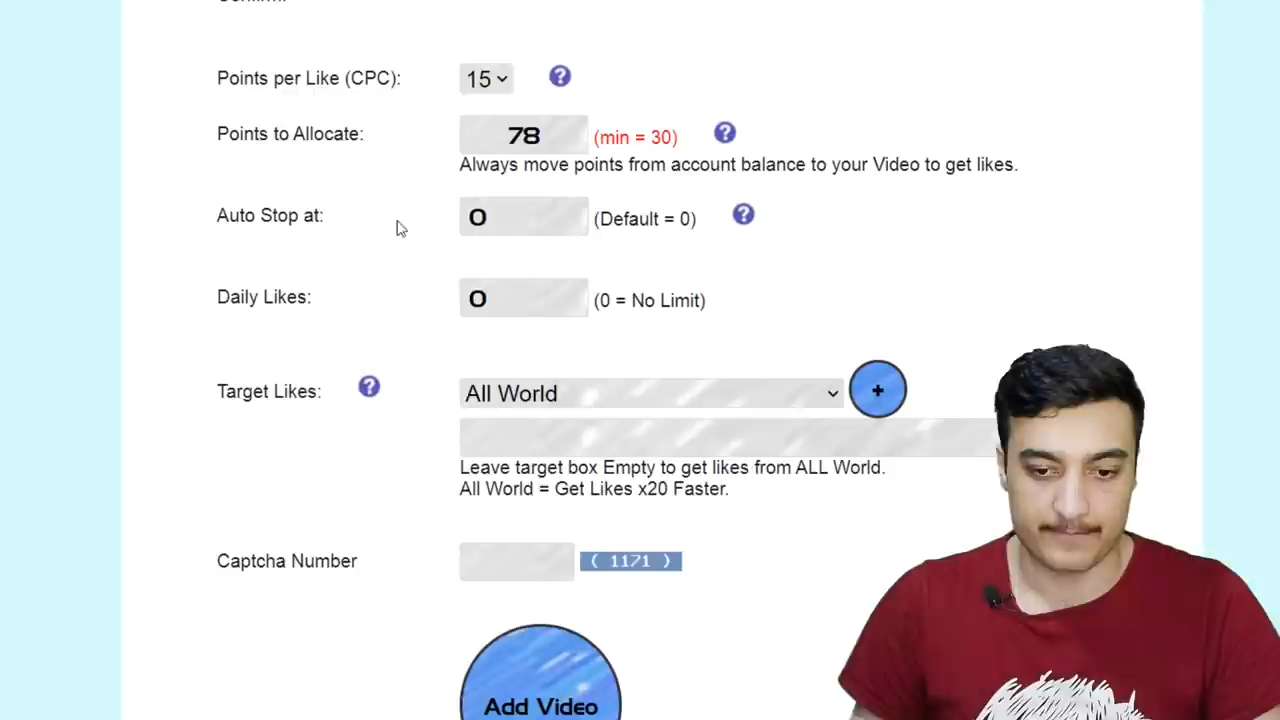 Points per Like (CPC): 15 ?
Points to Allocate: 78 (min = 30) ?
Always move points from account balance to your Video to get likes.
Auto Stop at: 0 (Default = 0) ?
Daily Likes: 0 (0 = No Limit)
Target Likes: ? All World +
Leave target box Empty to get likes from ALL World.
All World = Get Likes x20 Faster.
Captcha Number ( 1171 )
Add Video